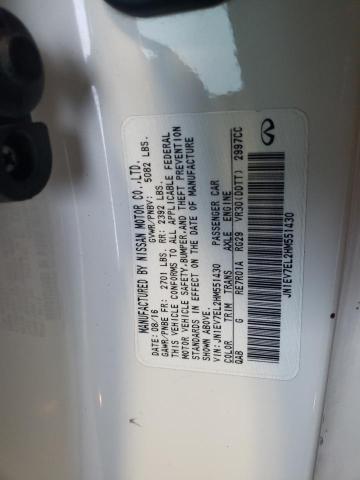 MANUFACTURED BY NISSAN MOTOR CO.,LTD.
DATE: 08/16 GVWR/PNBV: 5082 LBS.
GAWR/PNBE FR: 2701 LBS. RR: 2392 LBS.
THIS VEHICLE CONFORMS TO ALL APPLICABLE FEDERAL
MOTOR VEHICLE SAFETY,BUMPER,AND THEFT PREVENTION
STANDARDS IN EFFECT ON THE DATE OF MANUFACTURE
SHOWN ABOVE.
VIN: JN1EV7EL2HM551430 PASSENGER CAR
COLOR TRIM TRANS AXLE ENGINE
QAB G RE7R01A RG29 VR30(DDTT) 2997CC
JN1EV7EL2HM551430